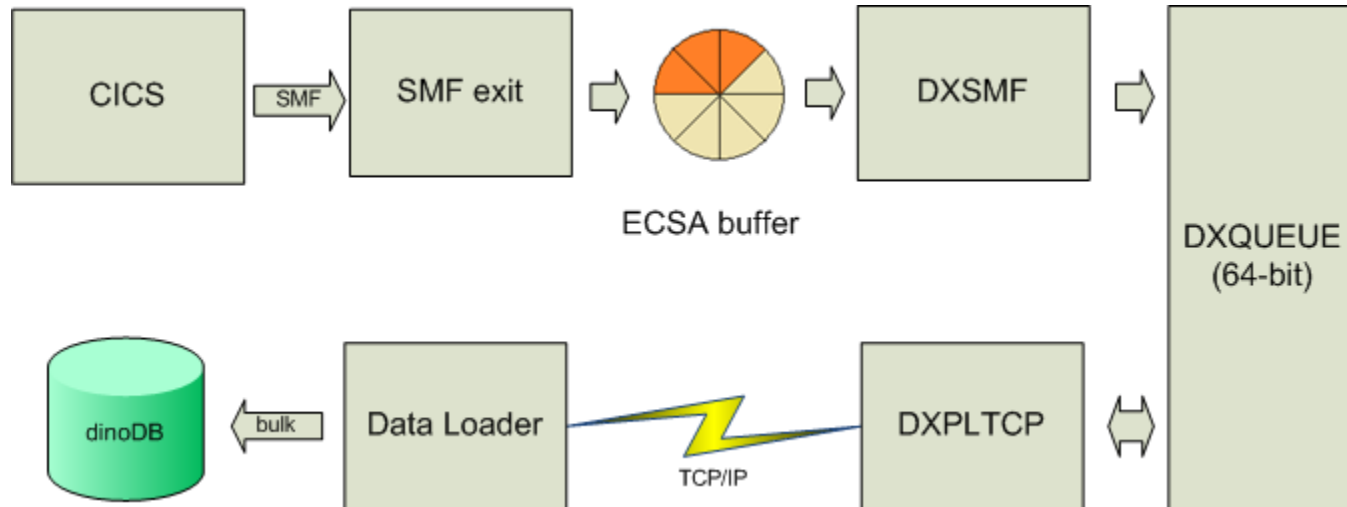 CICS
SMF
SMF exit
DXSMF
ECSA buffer
DXQUEUE
(64-bit)
dinoDB
bulk
Data Loader
TCP/IP
DXPLTCP